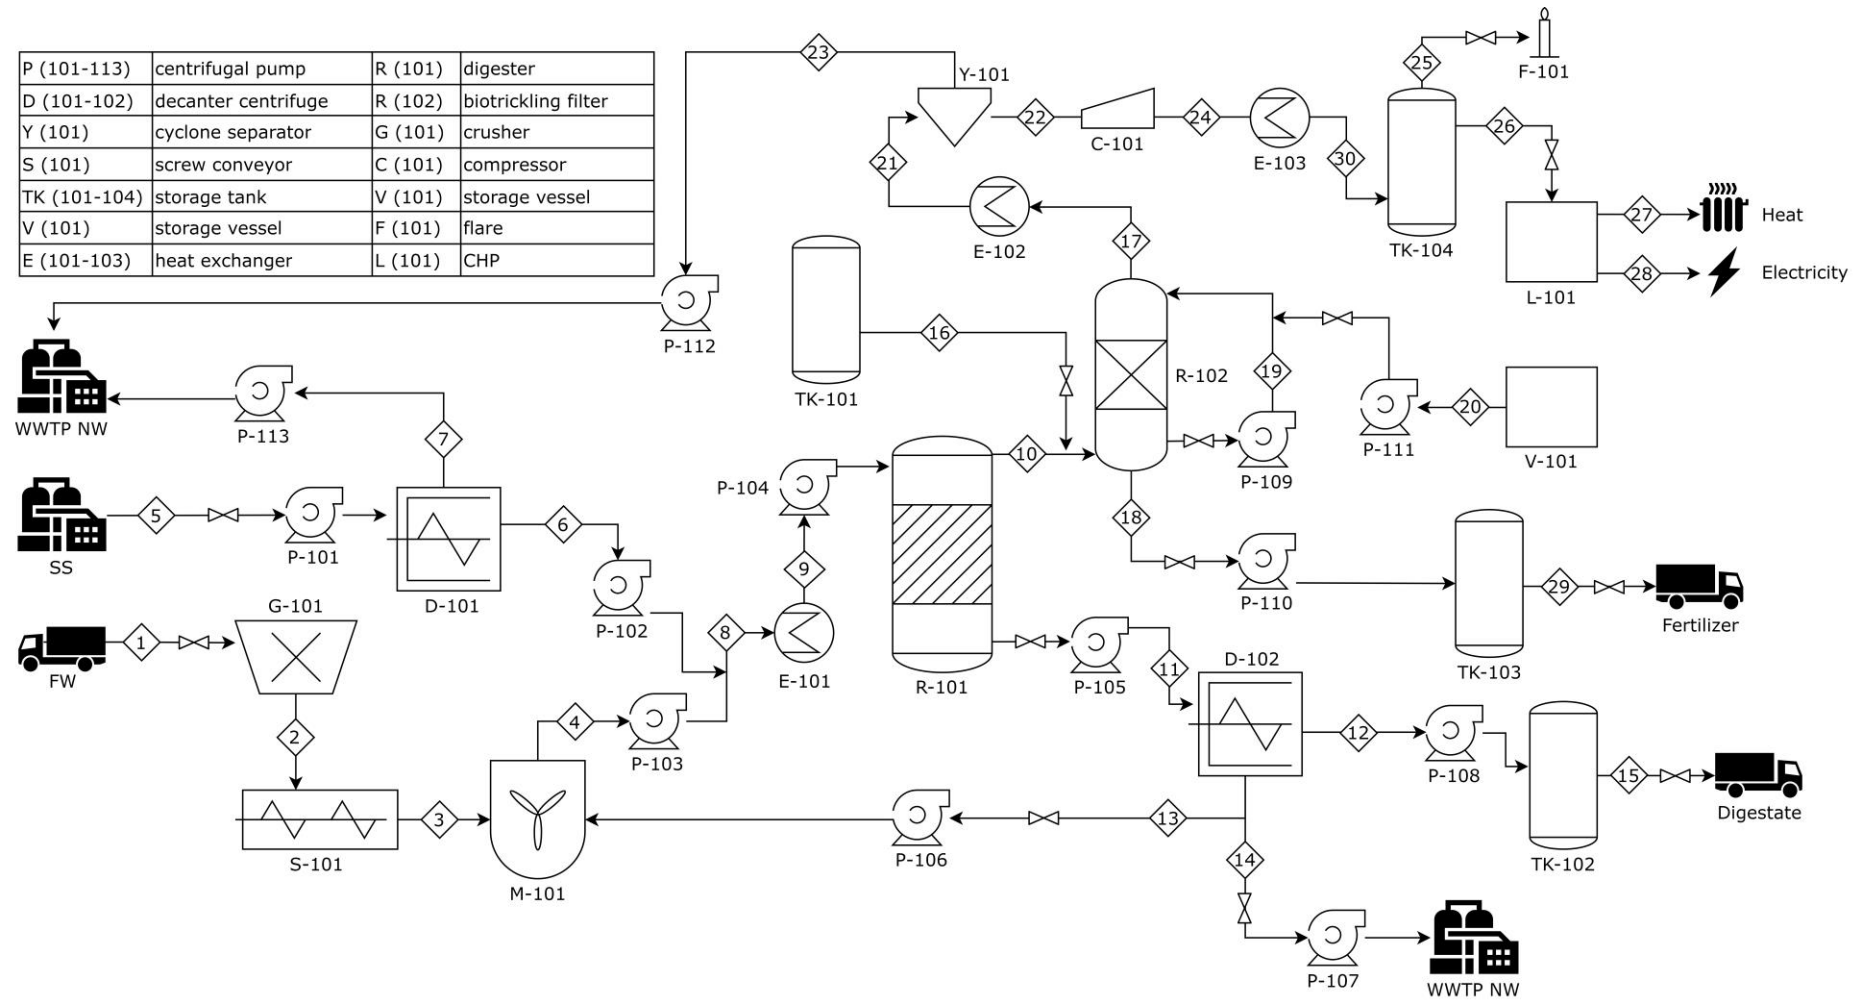 P (101-113) centrifugal pump R (101) digester
D (101-102) decanter centrifuge R (102) biotrickling filter
Y (101) cyclone separator G (101) crusher
S (101) screw conveyor C (101) compressor
TK (101-104) storage tank V (101) storage vessel
V (101) storage vessel F (101) flare
E (101-103) heat exchanger L (101) CHP
23
Y-101
25
F-101
22
C-101
24
E-103
26
21
30
E-102
17
TK-104
27
Heat
28
Electricity
L-101
P-112
16
TK-101
R-102
19
20
P-111
V-101
WWTP NW
P-113
7
10
P-109
P-104
5
P-101
SS
6
D-101
9
18
P-110
29
Fertilizer
TK-103
G-101
P-102
1
FW
8
E-101
R-101
P-105
11
D-102
2
4
P-103
12
P-108
15
Digestate
TK-102
3
S-101
M-101
P-106
13
14
P-107
WWTP NW